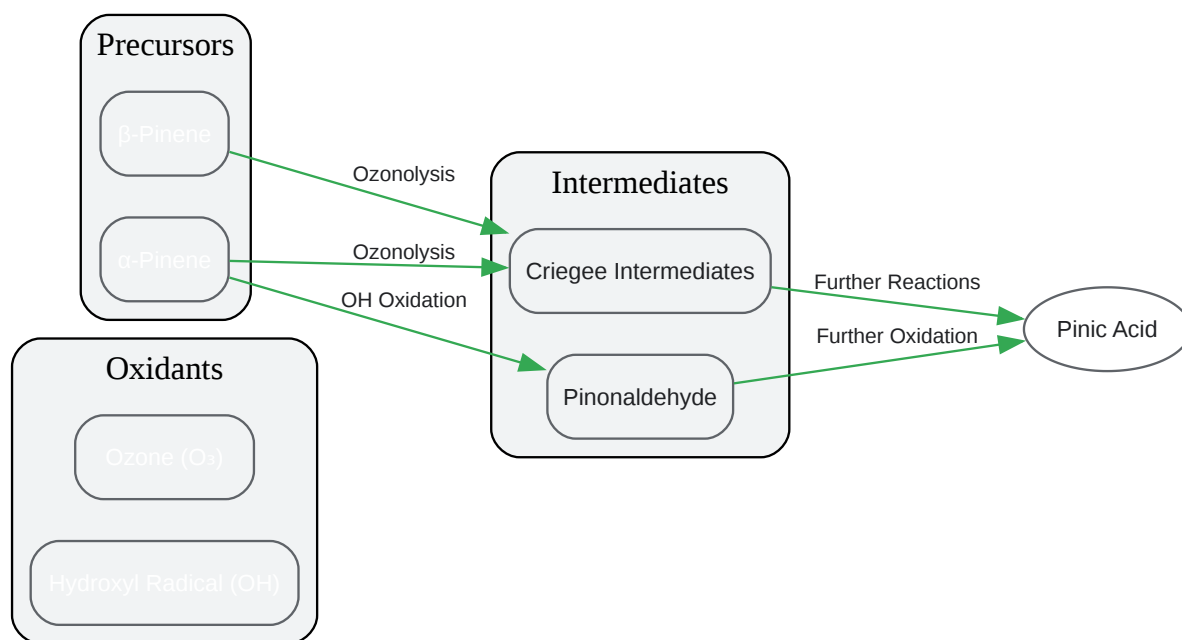 Precursors
β-Pinene
α-Pinene
Oxidants
Ozone (O₃)
Hydroxyl Radical (OH)
Ozonolysis
Ozonolysis
OH Oxidation
Intermediates
Criegee Intermediates
Pinonaldehyde
Further Reactions
Further Oxidation
Pinic Acid